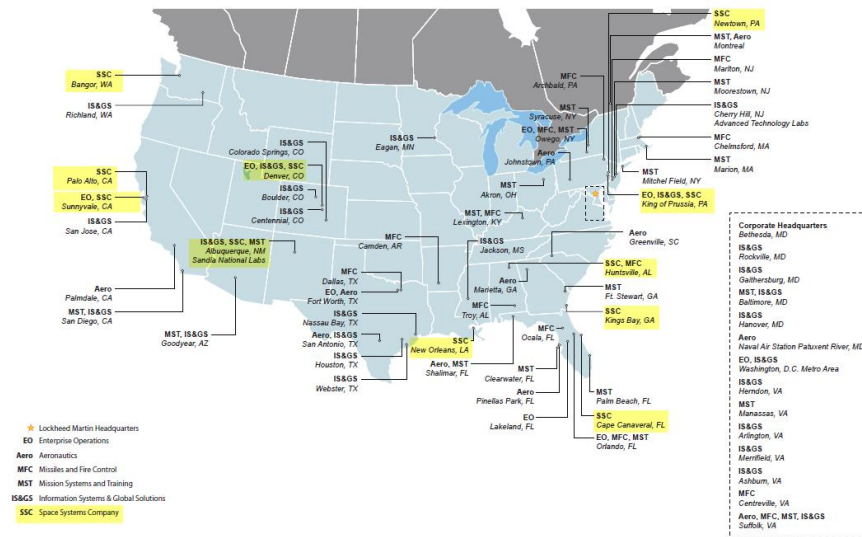 SSC
Bangor, WA
IS&GS
Richland, WA
SSC
Palo Alto, CA
EO, SSC
Sunnyvale, CA
IS&GS
San Jose, CA
Aero
Palmdale, CA
MST, IS&GS
San Diego, CA
MST, IS&GS
Goodyear, AZ
IS&GS, SSC, MST
Albuquerque, NM
Sandia National Labs
IS&GS
Colorado Springs, CO
EO, IS&GS, SSC
Denver, CO
IS&GS
Boulder, CO
IS&GS
Centennial, CO
IS&GS
Eagan, MN
MFC
Camden, AR
MFC
Dallas, TX
EO, Aero
Fort Worth, TX
IS&GS
Nassau Bay, TX
Aero, IS&GS
San Antonio, TX
IS&GS
Houston, TX
IS&GS
Webster, TX
SSC
New Orleans, LA
MFC
Archbald, PA
MST
Syracuse, NY
EO, MFC, MST
Owego, NY
Aero
Johnstown, PA
MST
Akron, OH
MST, MFC
Lexington, KY
IS&GS
Jackson, MS
Aero
Marietta, GA
MFC
Troy, AL
Aero, MST
Shalimar, FL
MFC
Ocala, FL
MST
Clearwater, FL
Aero
Pinellas Park, FL
EO
Lakeland, FL
Aero
Greenville, SC
SSC, MFC
Huntsville, AL
MST
Ft. Stewart, GA
SSC
Kings Bay, GA
MST
Palm Beach, FL
SSC
Cape Canaveral, FL
EO, MFC, MST
Orlando, FL
SSC
Newtown, PA
MST, Aero
Montreal
MFC
Marlton, NJ
MST
Moorestown, NJ
IS&GS
Cherry Hill, NJ
Advanced Technology Labs
MFC
Chelmsford, MA
MST
Marion, MA
MST
Mitchel Field, NY
EO, IS&GS, SSC
King of Prussia, PA
Corporate Headquarters
Bethesda, MD
IS&GS
Rockville, MD
IS&GS
Gaithersburg, MD
MST, IS&GS
Baltimore, MD
IS&GS
Hanover, MD
Aero
Naval Air Station Patuxent River, MD
EO, IS&GS
Washington, D.C. Metro Area
IS&GS
Herndon, VA
MST
Manassas, VA
IS&GS
Arlington, VA
IS&GS
Merrifield, VA
IS&GS
Ashburn, VA
MFC
Centreville, VA
Aero, MFC, MST, IS&GS
Suffolk, VA
Lockheed Martin Headquarters
EO Enterprise Operations
Aero Aeronautics
MFC Missiles and Fire Control
MST Mission Systems and Training
IS&GS Information Systems & Global Solutions
SSC Space Systems Company